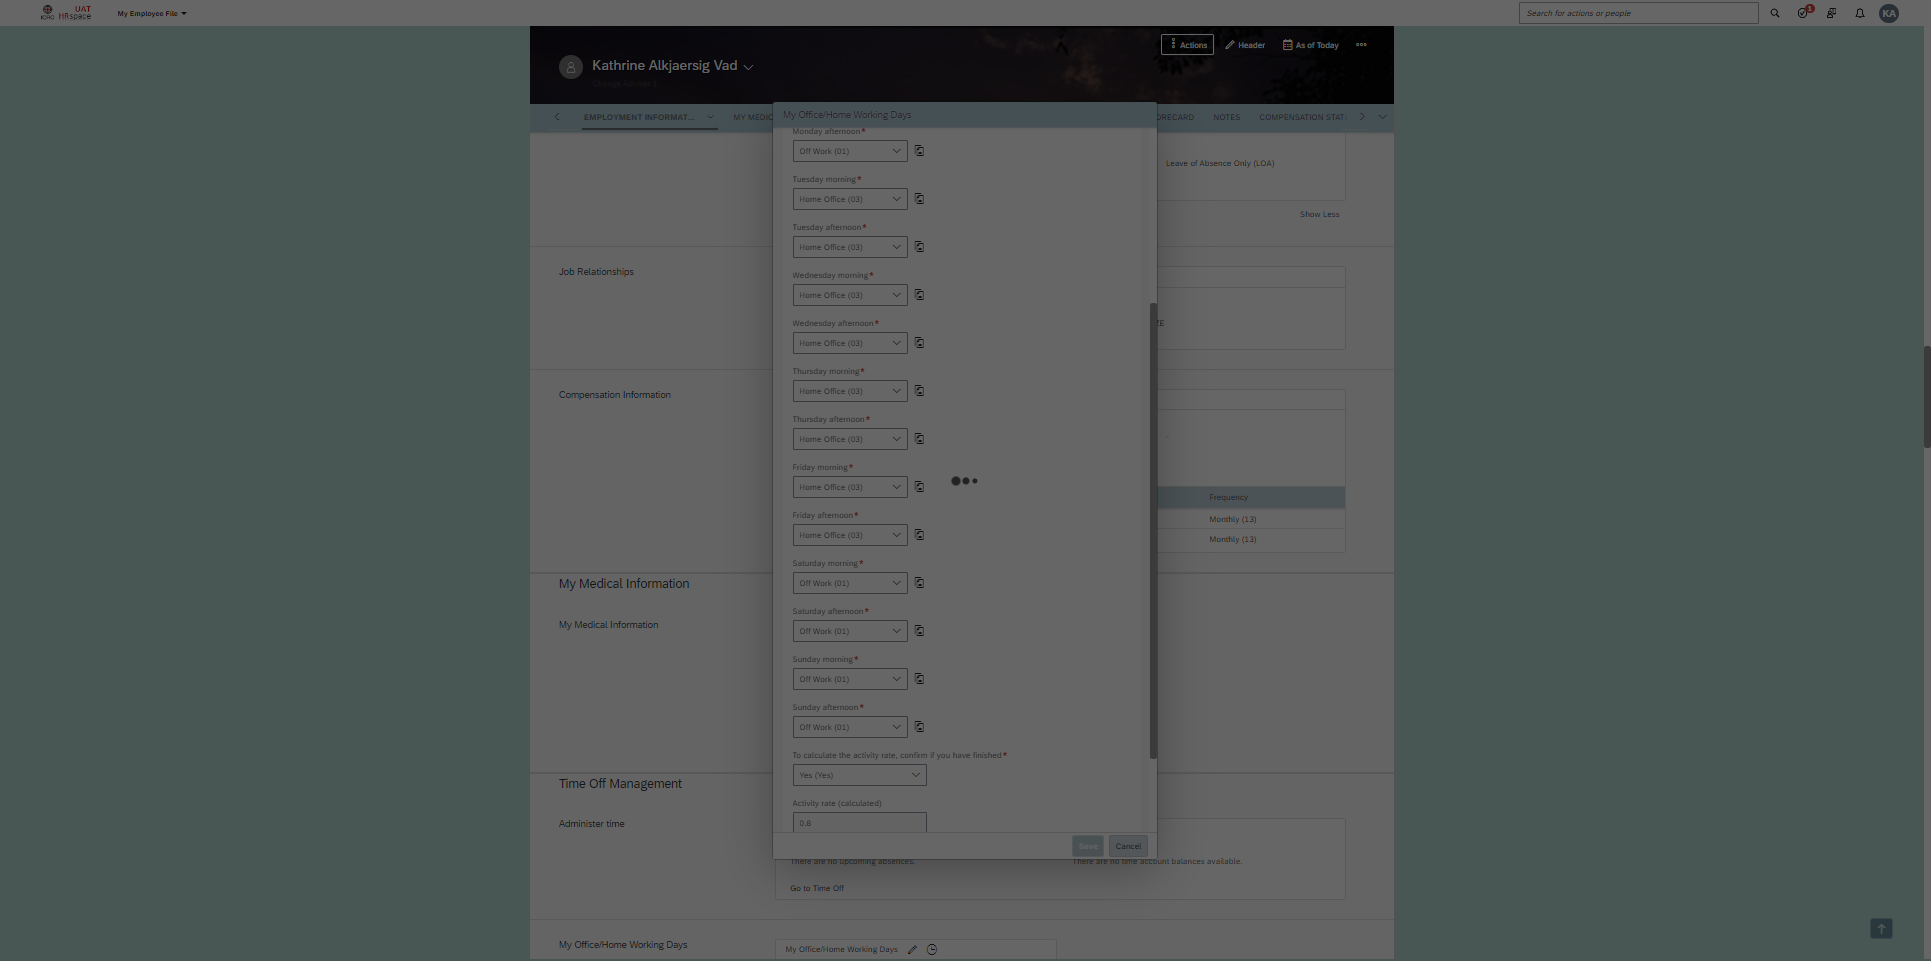 UAT
ICRC HRspace
My Employee File
Search for actions or people
1
KA
Actions
Header
As of Today
Kathrine Alkjaersig Vad
EMPLOYMENT INFORMAT...
MY MEDIC
ORECARD
NOTES
COMPENSATION STAT
My Office/Home Working Days
Monday afternoon*
Off Work (01)
Tuesday morning*
Home Office (03)
Tuesday afternoon*
Home Office (03)
Wednesday morning*
Home Office (03)
Wednesday afternoon*
Home Office (03)
Thursday morning*
Home Office (03)
Thursday afternoon*
Home Office (03)
Friday morning*
Home Office (03)
Friday afternoon*
Home Office (03)
Saturday morning*
Off Work (01)
Saturday afternoon*
Off Work (01)
Sunday morning*
Off Work (01)
Sunday afternoon*
Off Work (01)
To calculate the activity rate, confirm if you have finished*
Yes (Yes)
Activity rate (calculated)
0.8
Save
Cancel
Leave of Absence Only (LOA)
Show Less
Job Relationships
ZE
Compensation Information
Frequency
Monthly (13)
Monthly (13)
My Medical Information
My Medical Information
Time Off Management
Administer time
There are no upcoming absences.
There are no time account balances available.
Go to Time Off
My Office/Home Working Days
My Office/Home Working Days